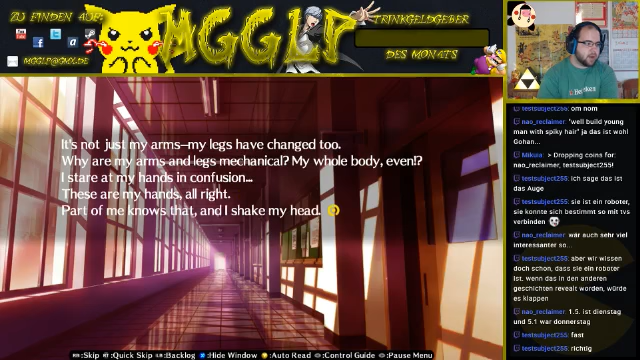 ZU FINDEN AUF:
MGGLP@GMX.DE
MGGLP
TRINKGELDGEBER
DES MONATS
It's not just my arms—my legs have changed too.
Why are my arms and legs mechanical? My whole body, even!?
I stare at my hands in confusion...
These are my hands, all right.
Part of me knows that, and I shake my head.
:Skip :Quick Skip :Backlog :Hide Window :Auto Read :Control Guide :Pause Menu
testsubject255: om nom
nao_reclaimer: "well build young
man with spiky hair" ja das ist wohl
Gohan...
Mikuia: > Dropping coins for:
nao_reclaimer, testsubject255!
testsubject255: ich sage das ist
das Auge
testsubject255: sie ist ein roboter,
sie konnte sich bestimmt so mit tvs
verbinden
nao_reclaimer: wär auch sehr viel
interessanter so...
testsubject255: aber wir wissen
doch schon, dass sie ein roboter
ist, wenn das in den anderen
geschichten revealt worden, würde
es klappen
nao_reclaimer: 1.5. ist dienstag
und 5.1 war donnerstag
testsubject255: fast
testsubject255: richtig